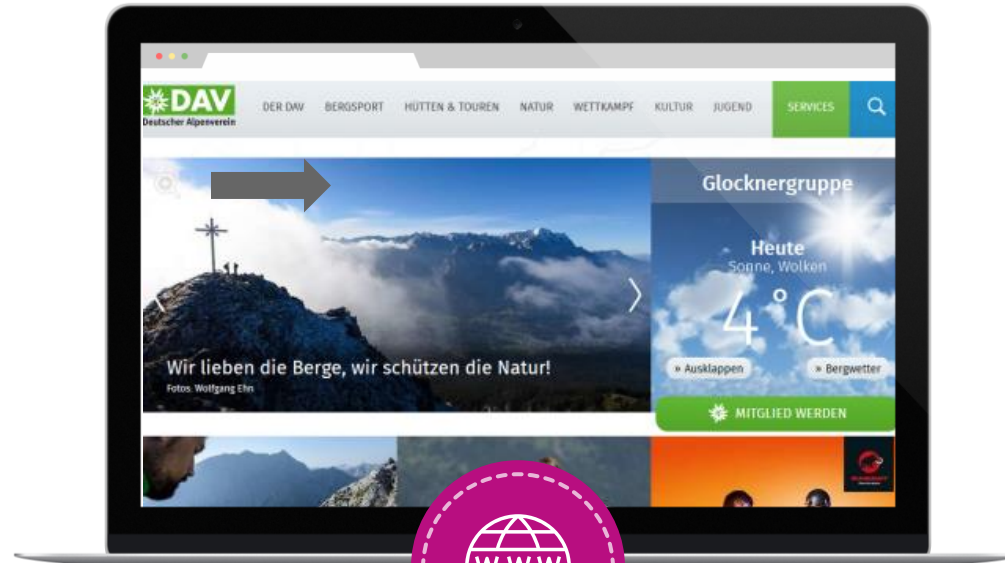 DAV
Deutscher Alpenverein
DER DAV BERGSPORT HÜTTEN & TOUREN NATUR WETTKAMPF KULTUR JUGEND SERVICES
Glocknergruppe
Heute
Sonne, Wolken
4°C
» Ausklappen » Bergwetter
Wir lieben die Berge, wir schützen die Natur!
Fotos: Wolfgang Ehn
MITGLIED WERDEN
WWW